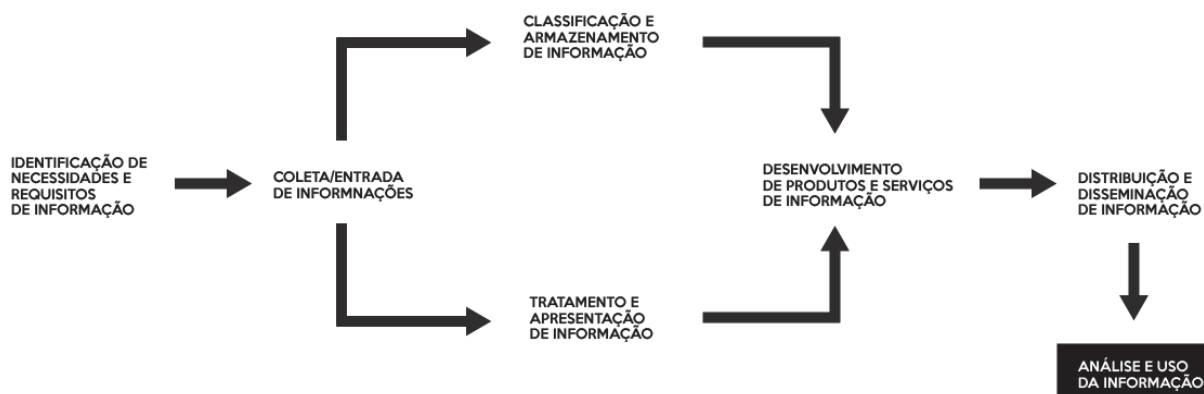 IDENTIFICAÇÃO DE
NECESSIDADES E
REQUISITOS
DE INFORMAÇÃO
COLETA/ENTRADA
DE INFORMNAÇÕES
CLASSIFICAÇÃO E
ARMAZENAMENTO
DE INFORMAÇÃO
TRATAMENTO E
APRESENTAÇÃO
DE INFORMAÇÃO
DESENVOLVIMENTO
DE PRODUTOS E SERVIÇOS
DE INFORMAÇÃO
DISTRIBUIÇÃO E
DISSEMINAÇÃO
DE INFORMAÇÃO
ANÁLISE E USO
DA INFORMAÇÃO